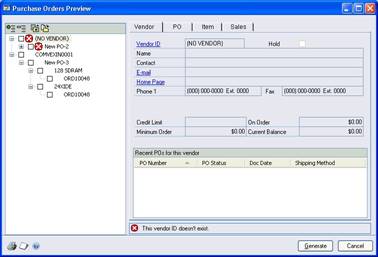 Purchase Orders Preview
Vendor PO Item Sales
(NO VENDOR)
New PO-2
COMVEXIN0001
New PO-3
128 SDRAM
ORD10048
24XIDE
ORD10048
Vendor ID (NO VENDOR) Hold
Name
Contact
E-mail
Home Page
Phone 1 (000) 000-0000 Ext. 0000 Fax (000) 000-0000 Ext. 0000
Credit Limit On Order $0.00
Minimum Order $0.00 Current Balance $0.00
Recent POs for this vendor
PO Number PO Status Doc Date Shipping Method
This vendor ID doesn't exist.
Generate Cancel